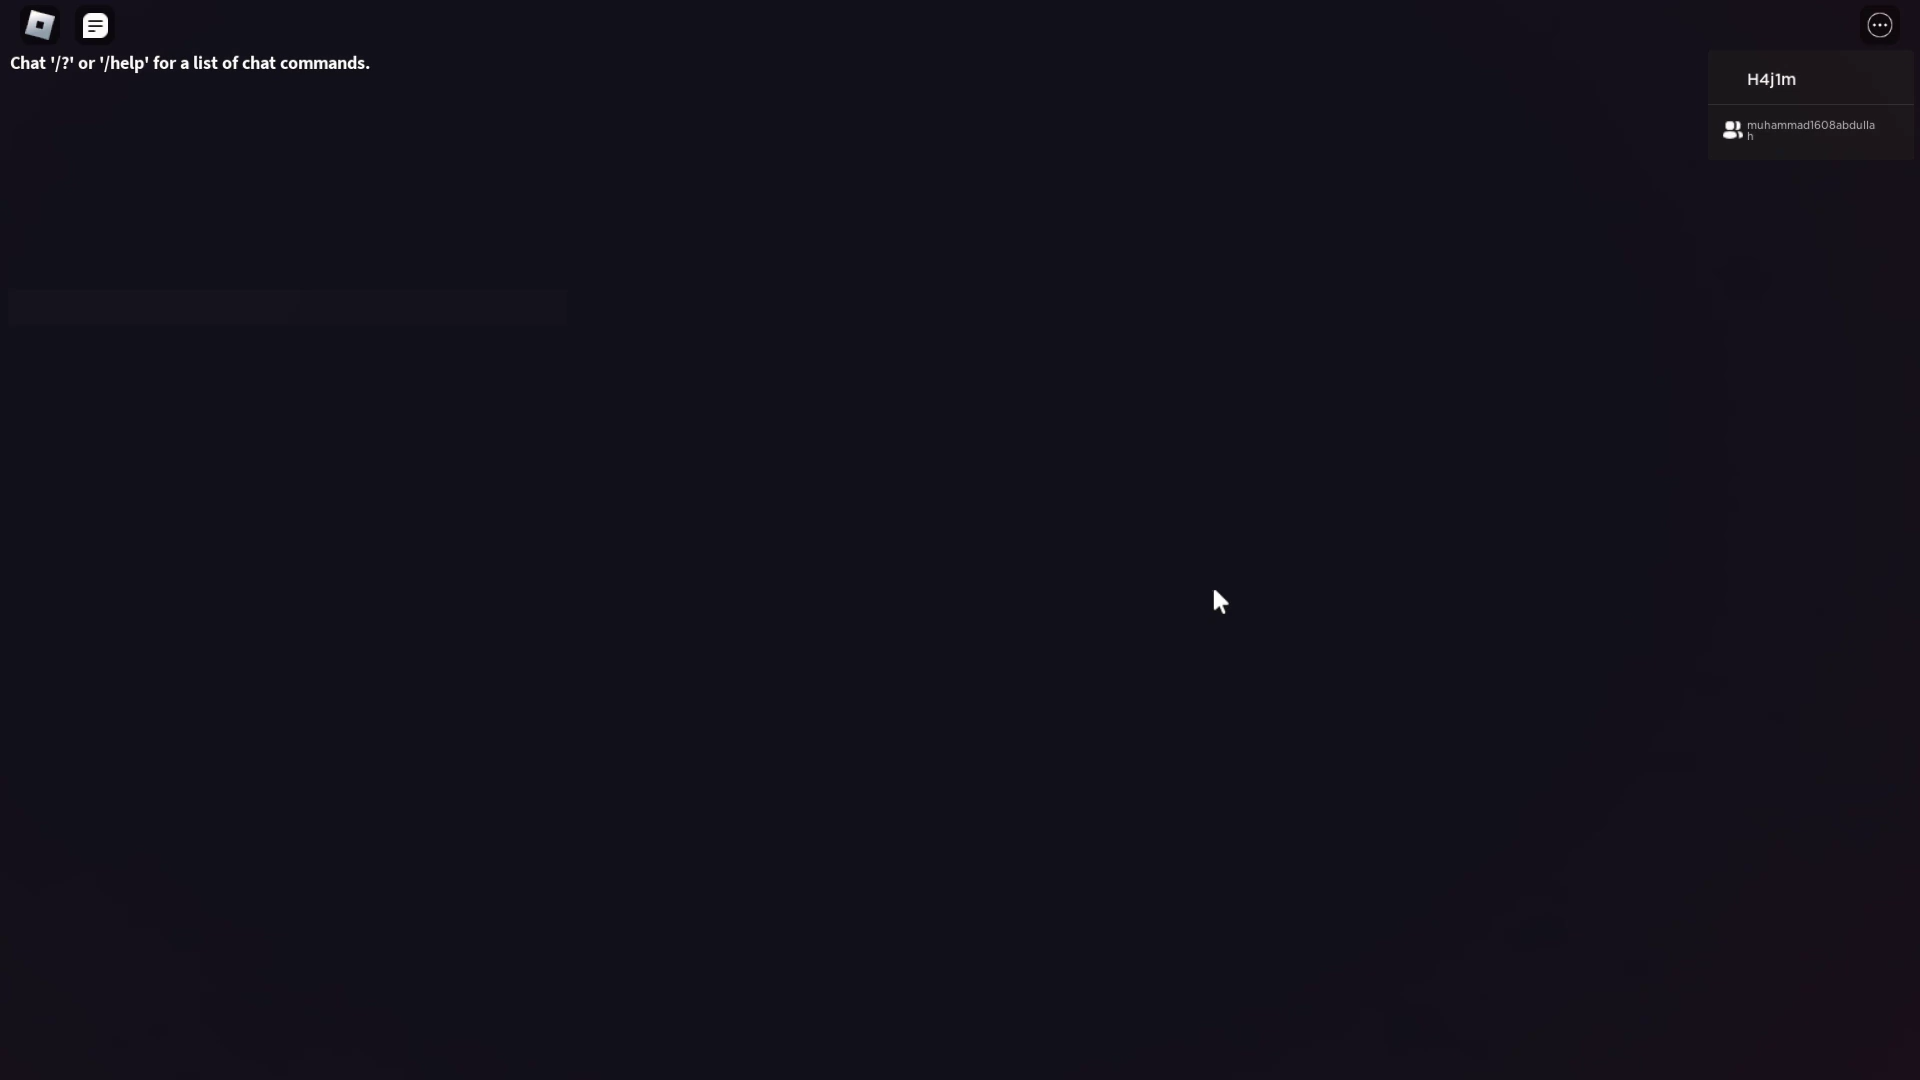 Chat '/?' or '/help' for a list of chat commands.
H4j1m
muhammad1608abdulla
h